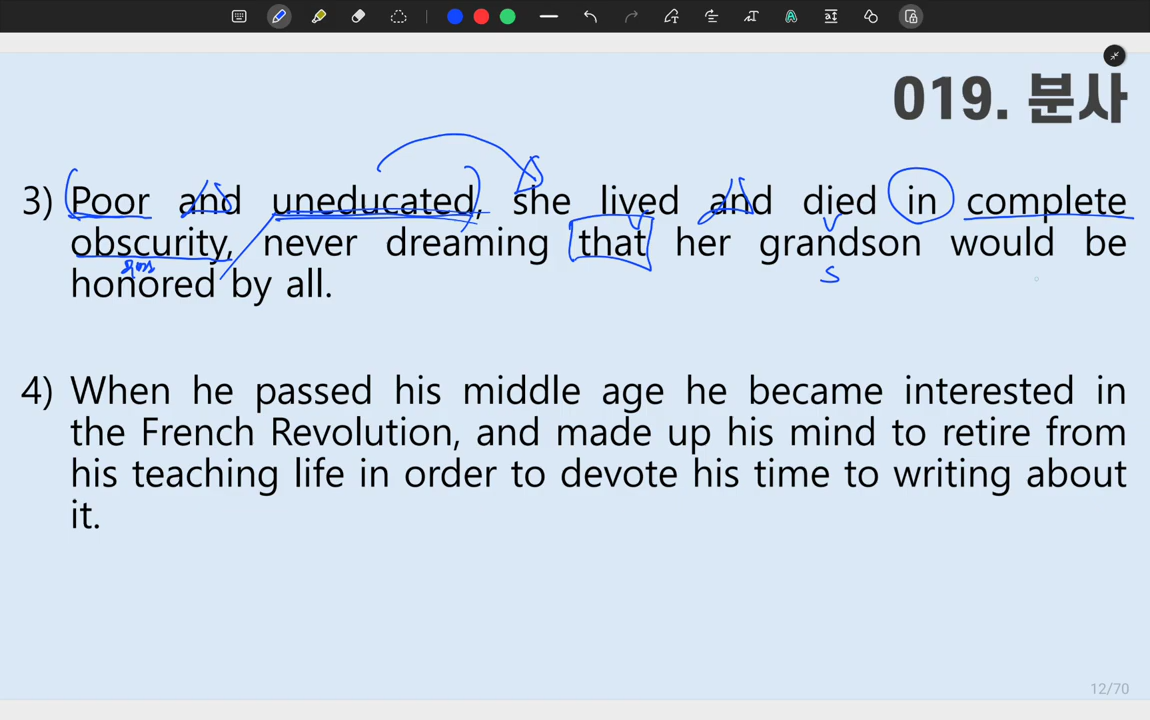 019. 분사
3) Poor and uneducated, she lived and died in complete
obscurity, never dreaming that her grandson would be
honored by all.
S
4) When he passed his middle age he became interested in
the French Revolution, and made up his mind to retire from
his teaching life in order to devote his time to writing about
it.
12/70